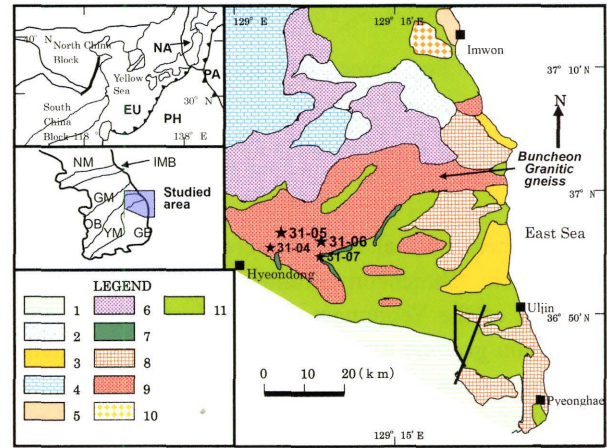 40° N
North China
Block
NA
Yellow
Sea
PA
30° N
EU
PH
South
China
Block
118°
138° E
NM
IMB
GM
Studied
area
OB
YM
GB
LEGEND
1
2
3
4
5
6
7
8
9
10
11
129° E
129° 15′ E
Imwon
37° 10′ N
N
Buncheon
Granitic
gneiss
37° N
31-05
31-06
31-04
31-07
East Sea
Hyeondong
Uljin
36° 50′ N
0 10 20 (km)
Pyeonghae
129° 15′ E